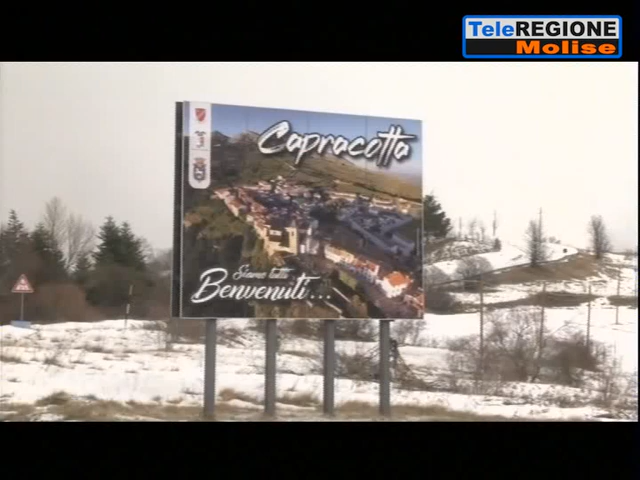 TeleREGIONE
Molise
Capracotta
Siamo tutti
Benvenuti...